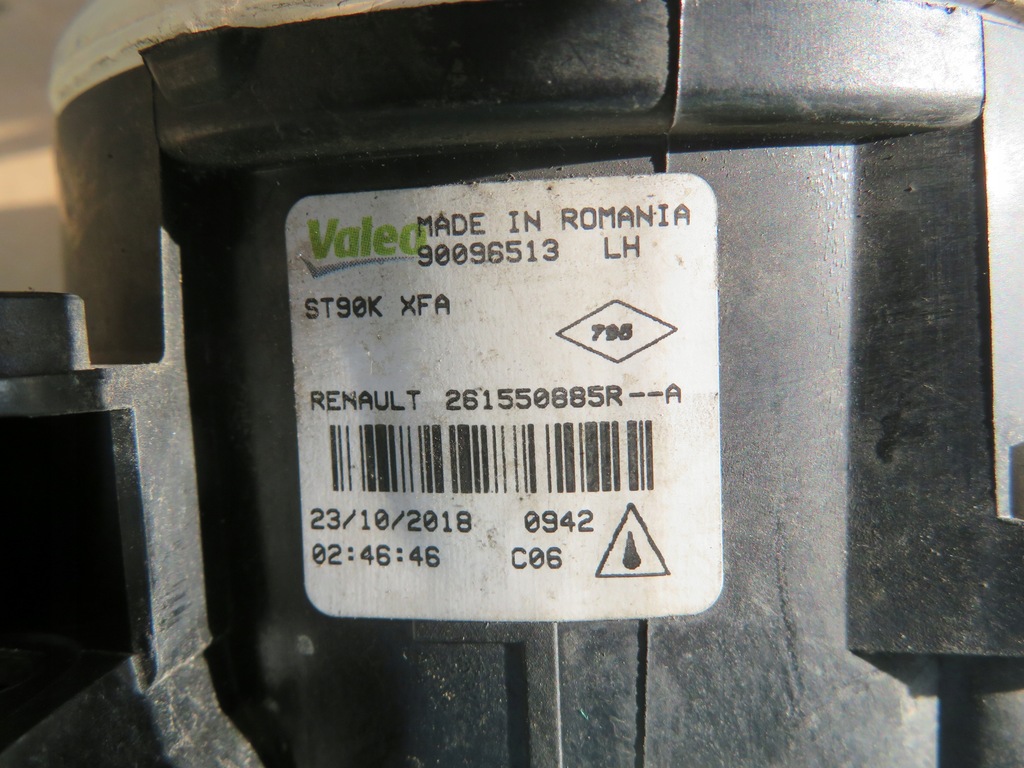 Valeo MADE IN ROMANIA
90096513 LH
ST90K XFA
795
RENAULT 261550885R--A
23/10/2018 0942
02:46:46 C06